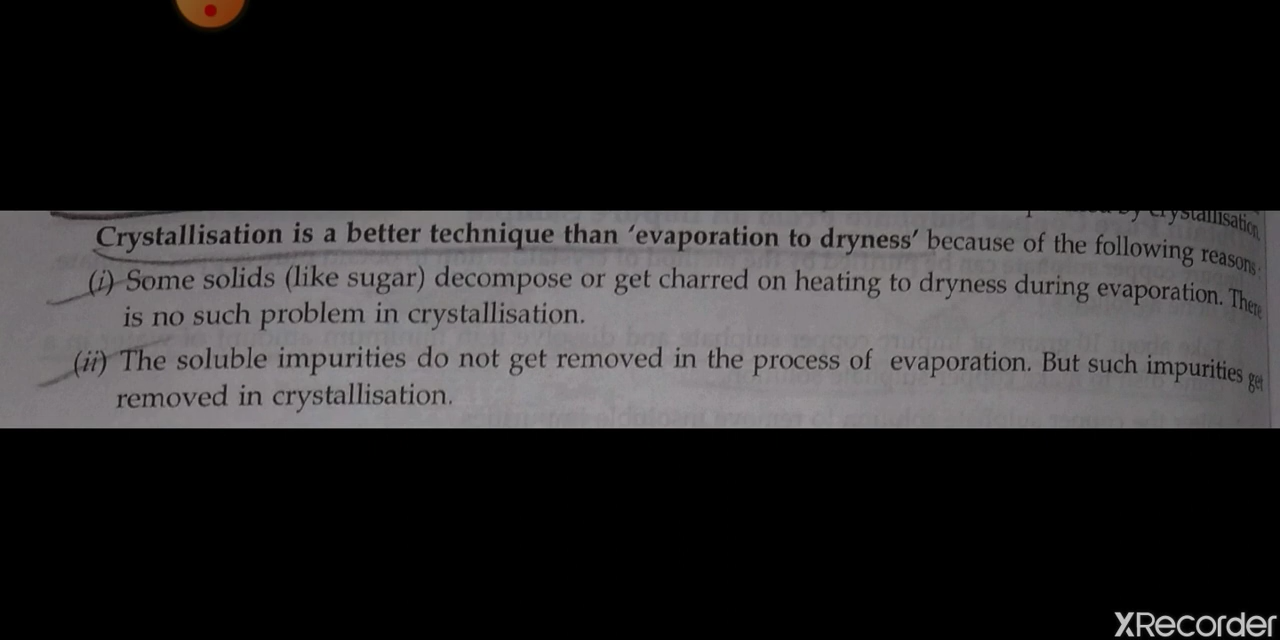 by crystallisation.
Crystallisation is a better technique than 'evaporation to dryness' because of the following reasons:
(i) Some solids (like sugar) decompose or get charred on heating to dryness during evaporation. There
is no such problem in crystallisation.
(ii) The soluble impurities do not get removed in the process of evaporation. But such impurities get
removed in crystallisation.
XRecorder